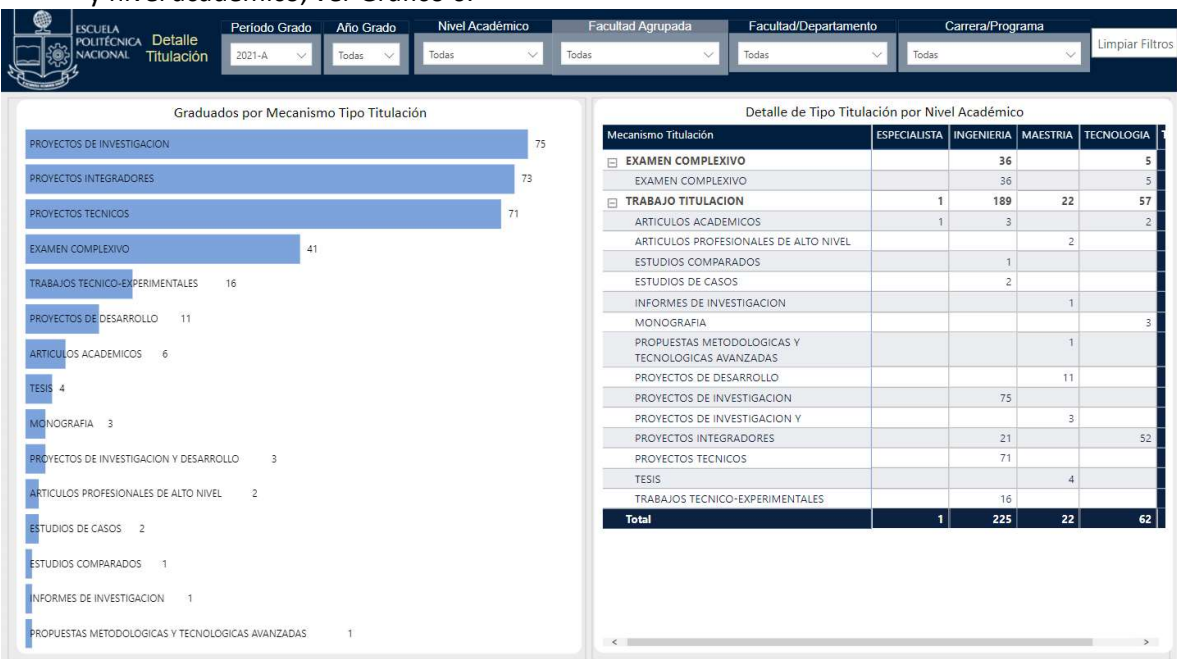 y nivel académico, ver Gráfico 6.
ESCUELA
POLITÉCNICA
NACIONAL
Detalle
Titulación
Período Grado
2021-A
Año Grado
Todas
Nivel Académico
Todas
Facultad Agrupada
Todas
Facultad/Departamento
Todas
Carrera/Programa
Todas
Limpiar Filtros
Graduados por Mecanismo Tipo Titulación
PROYECTOS DE INVESTIGACION 75
PROYECTOS INTEGRADORES 73
PROYECTOS TECNICOS 71
EXAMEN COMPLEXIVO 41
TRABAJOS TECNICO-EXPERIMENTALES 16
PROYECTOS DE DESARROLLO 11
ARTICULOS ACADEMICOS 6
TESIS 4
MONOGRAFIA 3
PROYECTOS DE INVESTIGACION Y DESARROLLO 3
ARTICULOS PROFESIONALES DE ALTO NIVEL 2
ESTUDIOS DE CASOS 2
ESTUDIOS COMPARADOS 1
INFORMES DE INVESTIGACION 1
PROPUESTAS METODOLOGICAS Y TECNOLOGICAS AVANZADAS 1
Detalle de Tipo Titulación por Nivel Académico
Mecanismo Titulación ESPECIALISTA INGENIERIA MAESTRIA TECNOLOGIA
EXAMEN COMPLEXIVO 36 5
EXAMEN COMPLEXIVO 36 5
TRABAJO TITULACION 1 189 22 57
ARTICULOS ACADEMICOS 1 3 2
ARTICULOS PROFESIONALES DE ALTO NIVEL 2
ESTUDIOS COMPARADOS 1
ESTUDIOS DE CASOS 2
INFORMES DE INVESTIGACION 1
MONOGRAFIA 3
PROPUESTAS METODOLOGICAS Y 1
TECNOLOGICAS AVANZADAS
PROYECTOS DE DESARROLLO 11
PROYECTOS DE INVESTIGACION 75
PROYECTOS DE INVESTIGACION Y 3
PROYECTOS INTEGRADORES 21 52
PROYECTOS TECNICOS 71
TESIS 4
TRABAJOS TECNICO-EXPERIMENTALES 16
Total 1 225 22 62